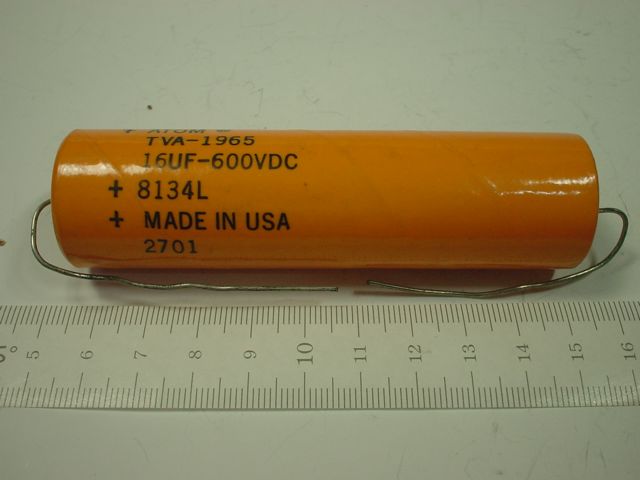 + ATOM ®
TVA-1965
16UF-600VDC
+ 8134L
+ MADE IN USA
2701
5 6 7 8 9 10 11 12 13 14 15 16